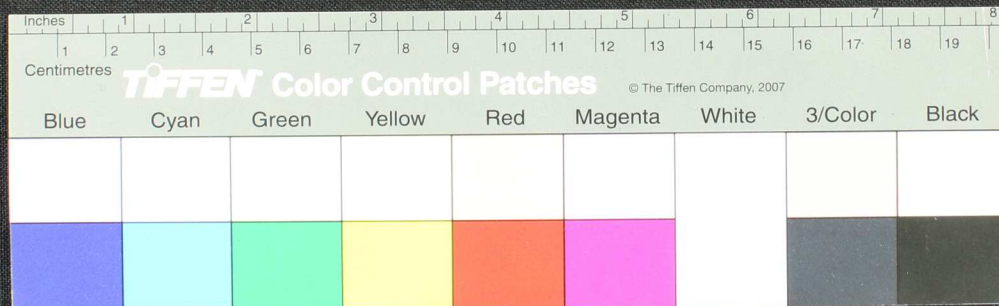 Inches 1 2 3 4 5 6 7 8
1 2 3 4 5 6 7 8 9 10 11 12 13 14 15 16 17 18 19
Centimetres
TIFFEN Color Control Patches © The Tiffen Company, 2007
Blue Cyan Green Yellow Red Magenta White 3/Color Black